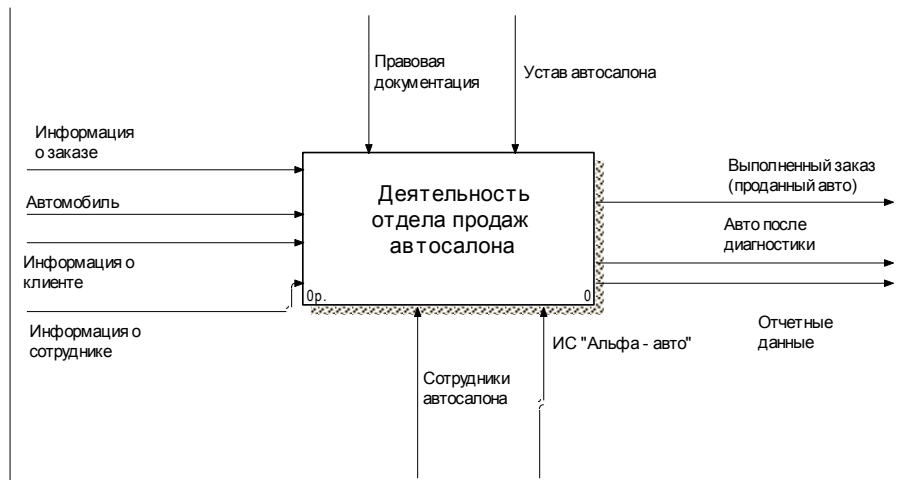 Правовая
документация
Устав автосалона
Информация
о заказе
Автомобиль
Информация о
клиенте
Информация о
сотруднике
Деятельность
отдела продаж
автосалона
0р.
0
Выполненный заказ
(проданный авто)
Авто после
диагностики
Отчетные
данные
Сотрудники
автосалона
ИС "Альфа - авто"